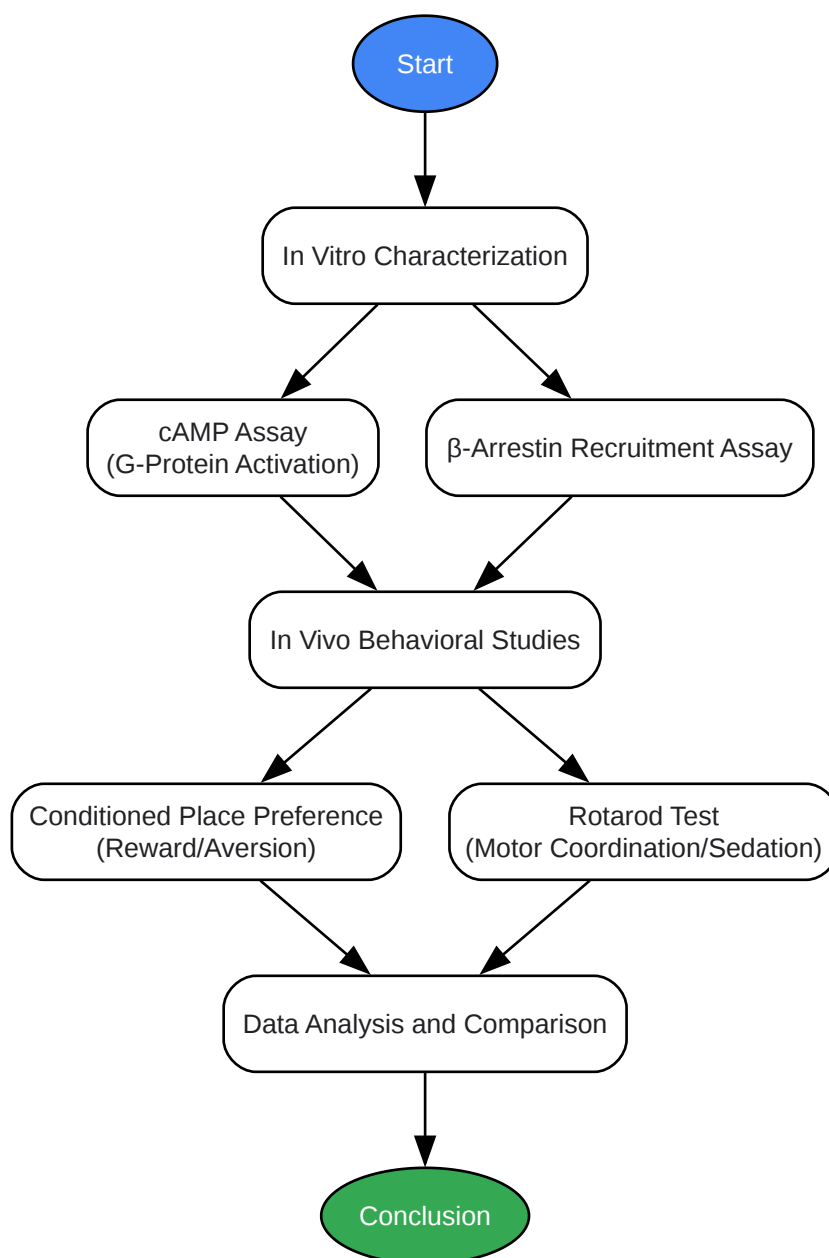 Start
In Vitro Characterization
cAMP Assay
(G-Protein Activation)
β-Arrestin Recruitment Assay
In Vivo Behavioral Studies
Conditioned Place Preference
(Reward/Aversion)
Rotarod Test
(Motor Coordination/Sedation)
Data Analysis and Comparison
Conclusion